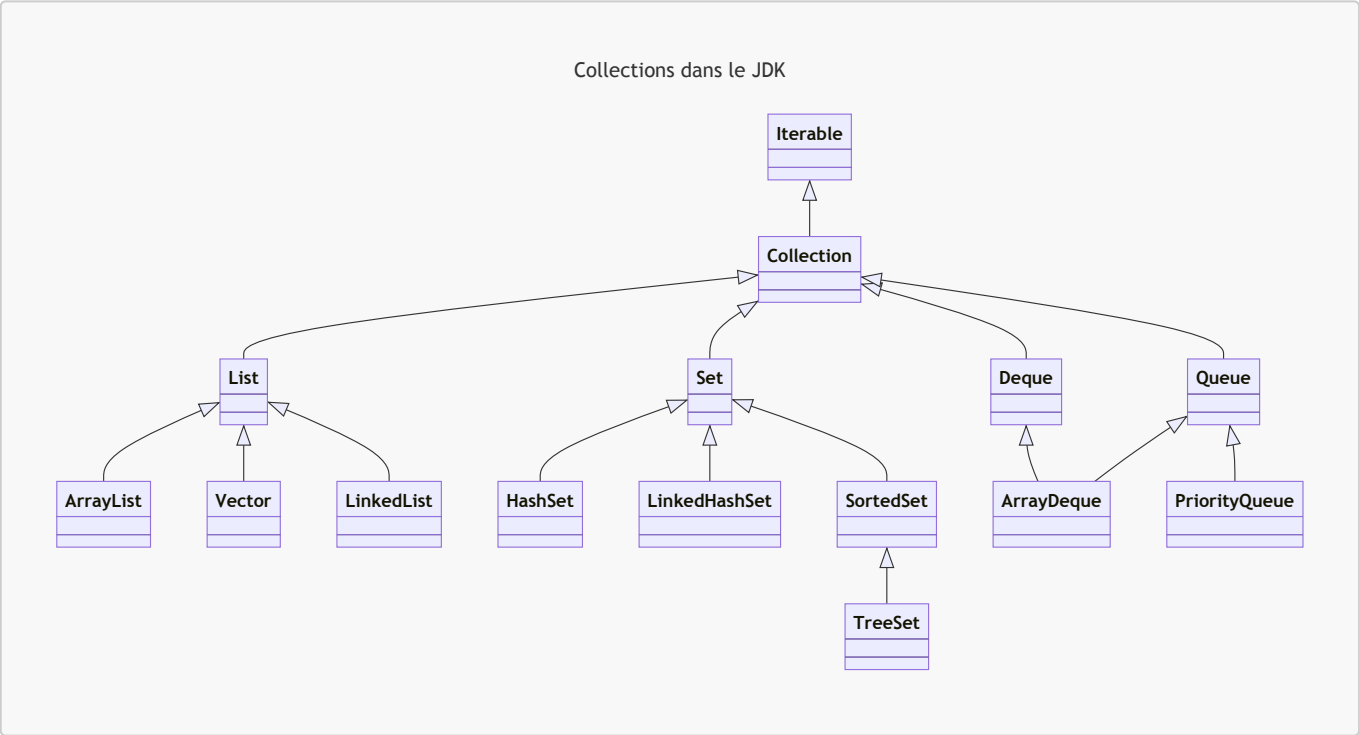 Collections dans le JDK
Iterable
Collection
List
Set
Deque
Queue
ArrayList
Vector
LinkedList
HashSet
LinkedHashSet
SortedSet
ArrayDeque
PriorityQueue
TreeSet